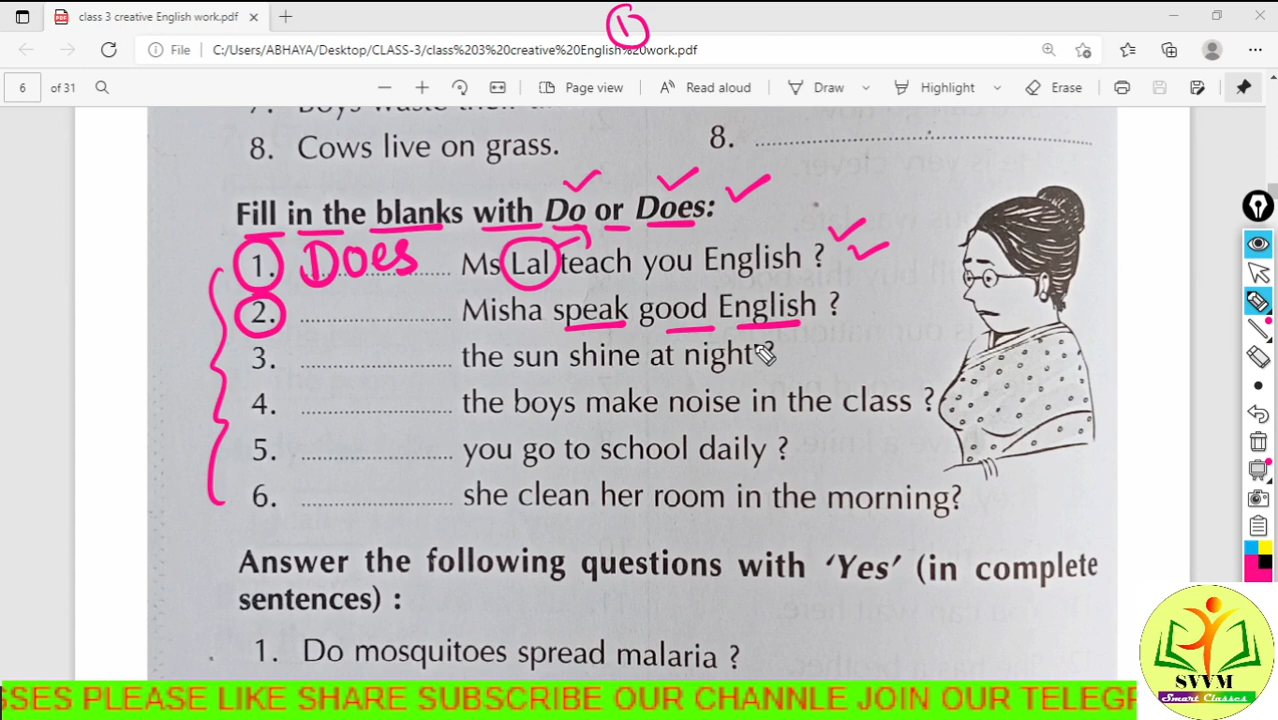 class 3 creative English work.pdf
1
File C:/Users/ABHAYA/Desktop/CLASS-3/class%203%20creative%20English%20work.pdf
6 of 31 Page view Read aloud Draw Highlight Erase
8. Cows live on grass. 8.
Fill in the blanks with Do or Does:
1. DOes Ms Lal teach you English ?
2. Misha speak good English ?
3. the sun shine at night ?
4. the boys make noise in the class ?
5. you go to school daily ?
6. she clean her room in the morning?
Answer the following questions with 'Yes' (in complete
sentences) :
1. Do mosquitoes spread malaria ?
SVVM
Smart Classes
SSES PLEASE LIKE SHARE SUBSCRIBE OUR CHANNLE JOIN OUR TELEGR